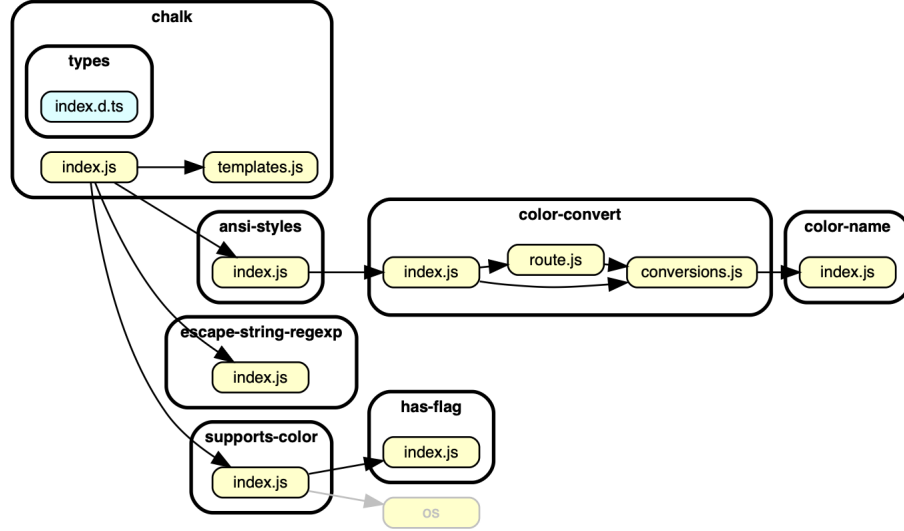 chalk
types
index.d.ts
index.js
templates.js
ansi-styles
index.js
color-convert
index.js
route.js
conversions.js
color-name
index.js
escape-string-regexp
index.js
supports-color
index.js
has-flag
index.js
os